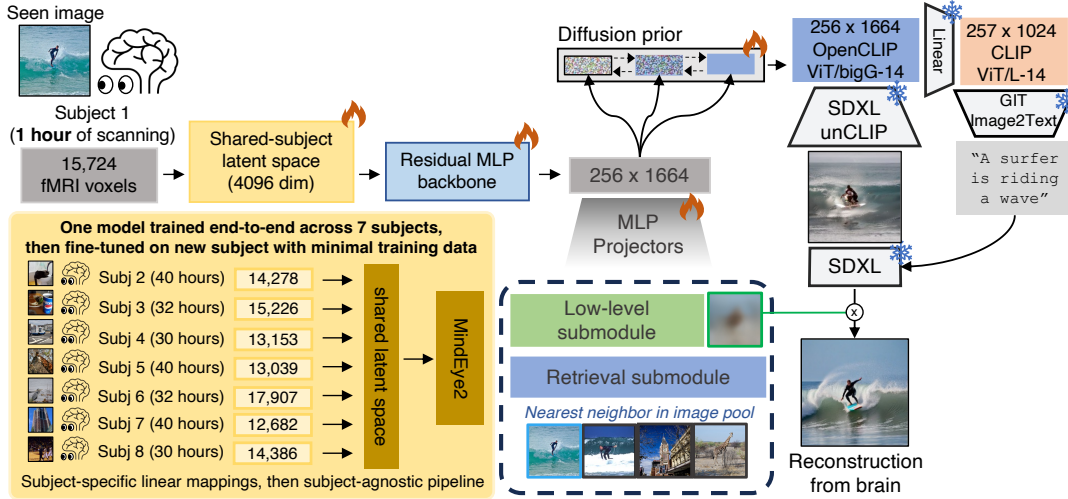 Seen image
Subject 1
(1 hour of scanning)
15,724
fMRI voxels
Shared-subject
latent space
(4096 dim)
Residual MLP
backbone
256 x 1664
MLP
Projectors
Diffusion prior
256 x 1664
OpenCLIP
ViT/bigG-14
Linear
257 x 1024
CLIP
ViT/L-14
SDXL
unCLIP
GIT
Image2Text
“A surfer
is riding
a wave”
SDXL
x
Reconstruction
from brain
One model trained end-to-end across 7 subjects,
then fine-tuned on new subject with minimal training data
Subj 2 (40 hours) 14,278
Subj 3 (32 hours) 15,226
Subj 4 (30 hours) 13,153
Subj 5 (40 hours) 13,039
Subj 6 (32 hours) 17,907
Subj 7 (40 hours) 12,682
Subj 8 (30 hours) 14,386
shared latent
space
MindEye2
Subject-specific linear mappings, then subject-agnostic pipeline
Low-level
submodule
Retrieval submodule
Nearest neighbor in image pool